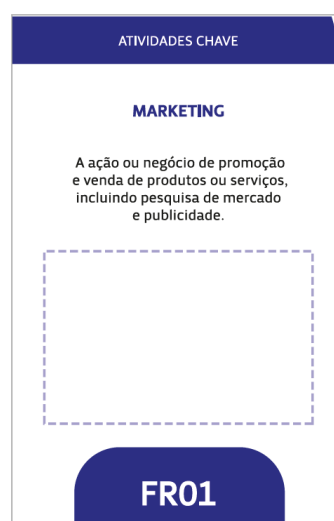 ATIVIDADES CHAVE
MARKETING
A ação ou negócio de promoção
e venda de produtos ou serviços,
incluindo pesquisa de mercado
e publicidade.
FR01